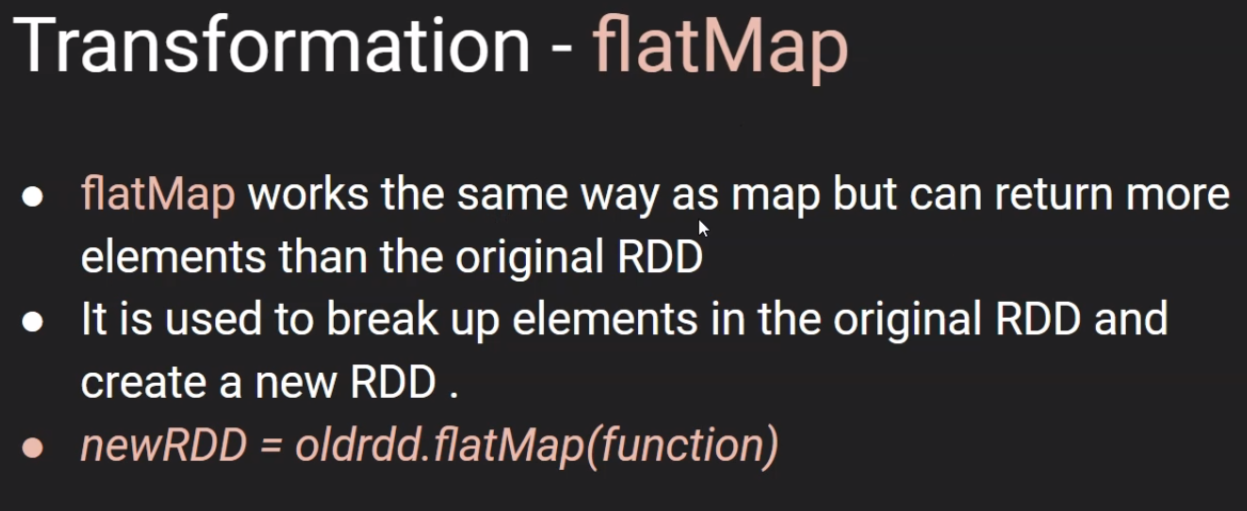 Transformation - flatMap
● flatMap works the same way as map but can return more
elements than the original RDD
● It is used to break up elements in the original RDD and
create a new RDD .
● newRDD = oldrdd.flatMap(function)